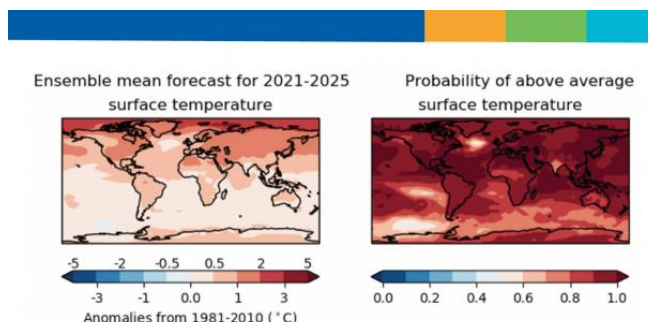 Ensemble mean forecast for 2021-2025
surface temperature
Probability of above average
surface temperature
-5 -2 -0.5 0.5 2 5
-3 -1 0.0 1 3
Anomalies from 1981-2010 (°C)
0.0 0.2 0.4 0.6 0.8 1.0